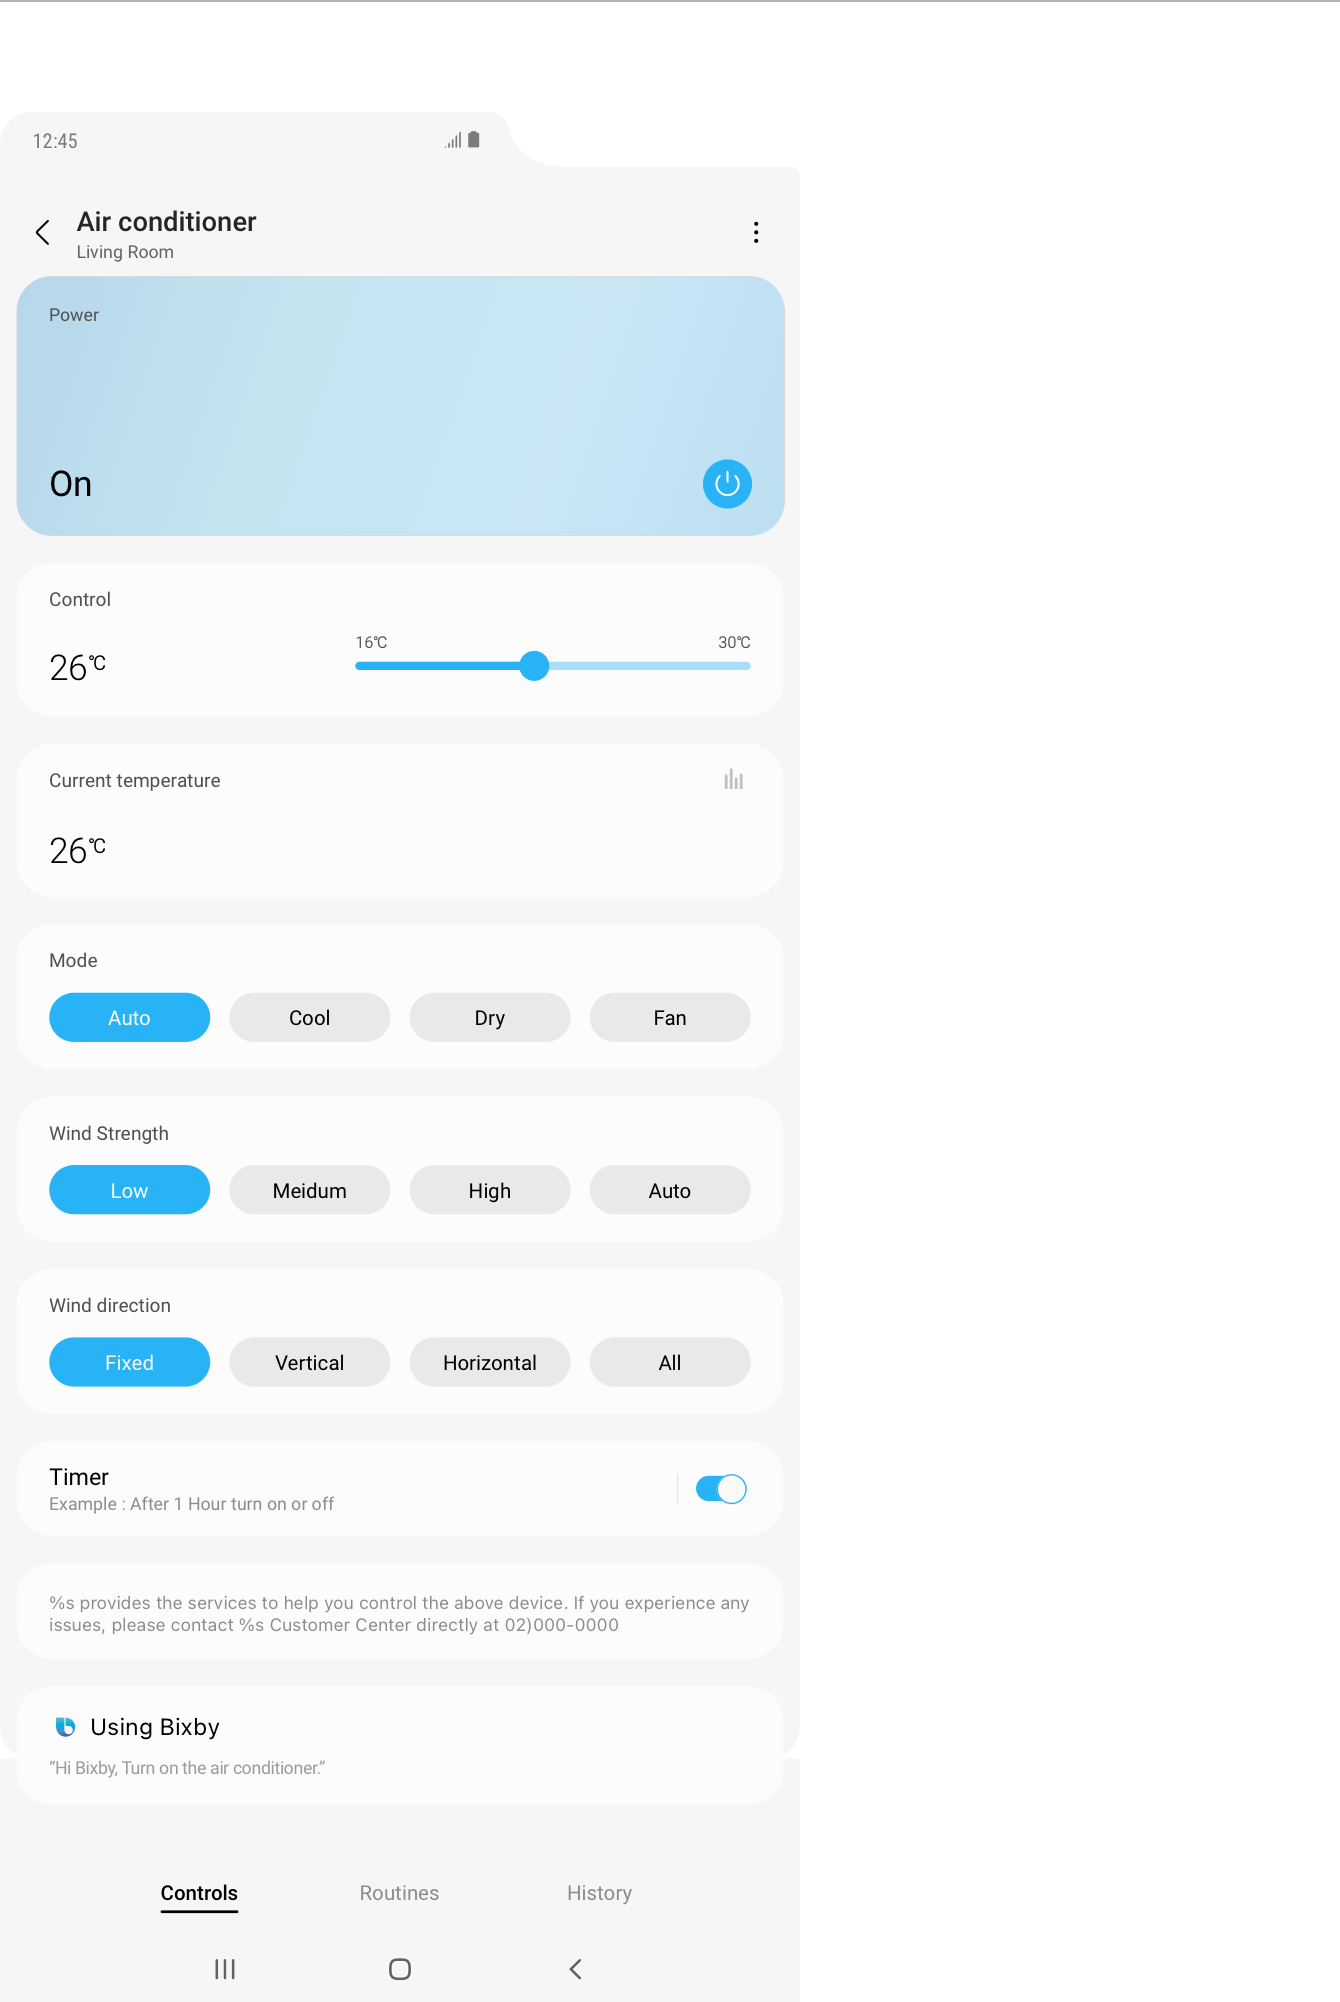 12:45
Air conditioner
Living Room
Power
On
Control
16℃ 30℃
26℃
Current temperature
26℃
Mode
Auto Cool Dry Fan
Wind Strength
Low Meidum High Auto
Wind direction
Fixed Vertical Horizontal All
Timer
Example : After 1 Hour turn on or off
%s provides the services to help you control the above device. If you experience any
issues, please contact %s Customer Center directly at 02)000-0000
Using Bixby
“Hi Bixby, Turn on the air conditioner.”
Controls Routines History